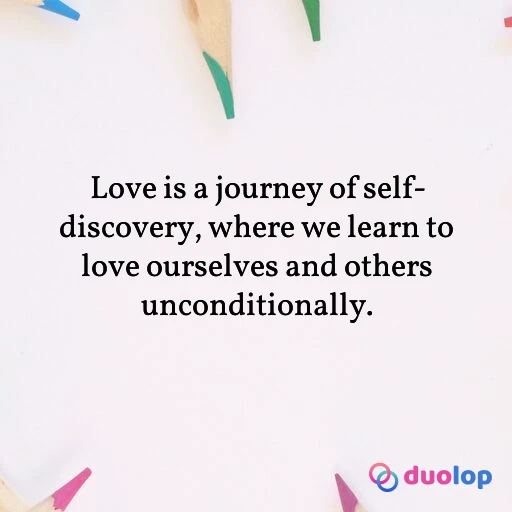 Love is a journey of self-
discovery, where we learn to
love ourselves and others
unconditionally.
duolop